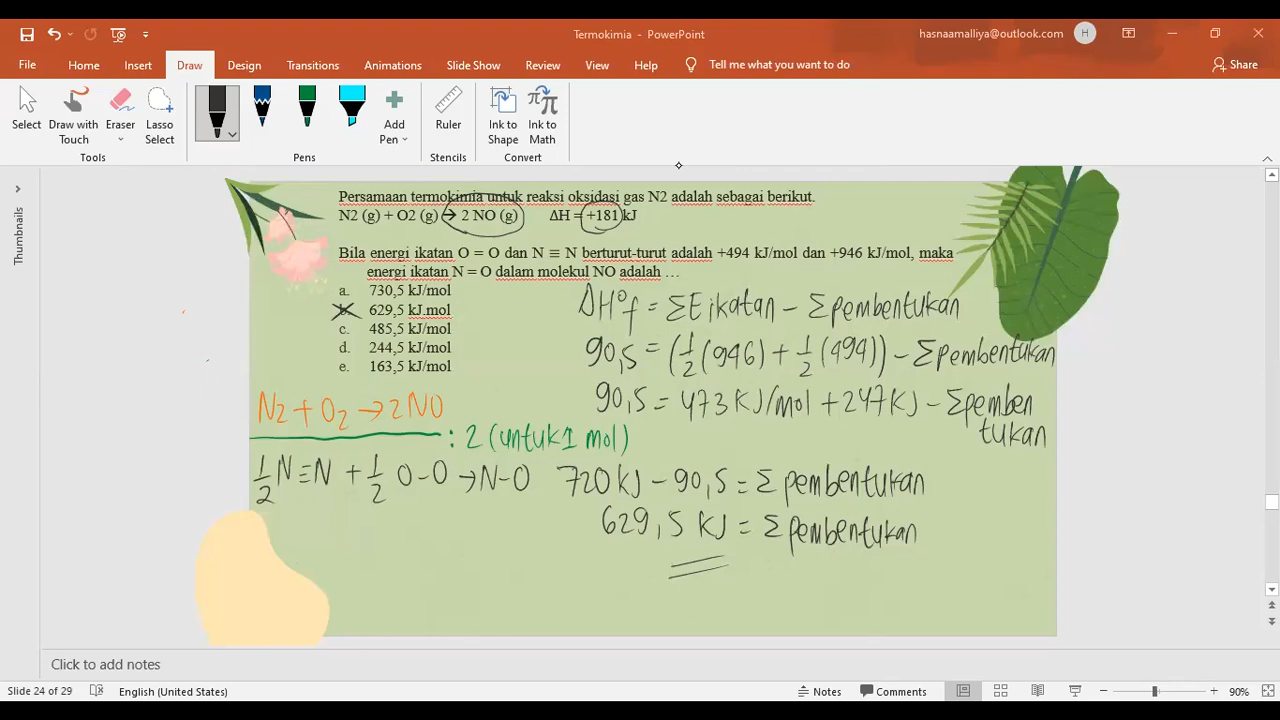 Termokimia - PowerPoint
hasnaamalliya@outlook.com
H
File Home Insert Draw Design Transitions Animations Slide Show Review View Help Tell me what you want to do Share
Select Draw with Touch Eraser Lasso Select Add Pen Ruler Ink to Shape Ink to Math
Tools Pens Stencils Convert
Thumbnails
Persamaan termokimia untuk reaksi oksidasi gas N2 adalah sebagai berikut.
N2 (g) + O2 (g) → 2 NO (g) ΔH = +181 kJ
Bila energi ikatan O = O dan N ≡ N berturut-turut adalah +494 kJ/mol dan +946 kJ/mol, maka
energi ikatan N = O dalam molekul NO adalah …
a. 730,5 kJ/mol
b. 629,5 kJ.mol
c. 485,5 kJ/mol
d. 244,5 kJ/mol
e. 163,5 kJ/mol
ΔH°f = ΣE ikatan - Σ pembentukan
90,5 = (1/2 (946) + 1/2 (494)) - Σ pembentukan
90,5 = 473 KJ/mol + 247 KJ - Σ pemben
tukan
N2 + O2 → 2NO
: 2 (untuk 1 mol)
1/2 N≡N + 1/2 O-O → N-O
720 KJ - 90,5 = Σ pembentukan
629,5 KJ = Σ pembentukan
Click to add notes
Slide 24 of 29 English (United States) Notes Comments 90%